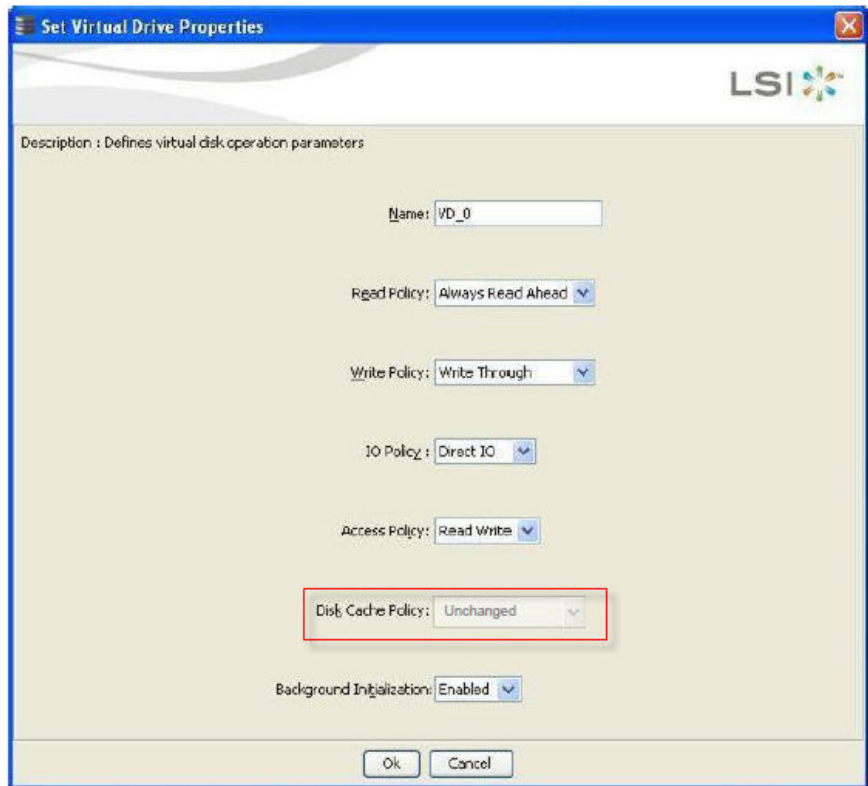 Set Virtual Drive Properties
LSI
Description : Defines virtual disk operation parameters
Name: VD_0
Read Policy: Always Read Ahead
Write Policy: Write Through
IO Policy : Direct IO
Access Policy: Read Write
Disk Cache Policy: Unchanged
Background Initialization: Enabled
Ok Cancel